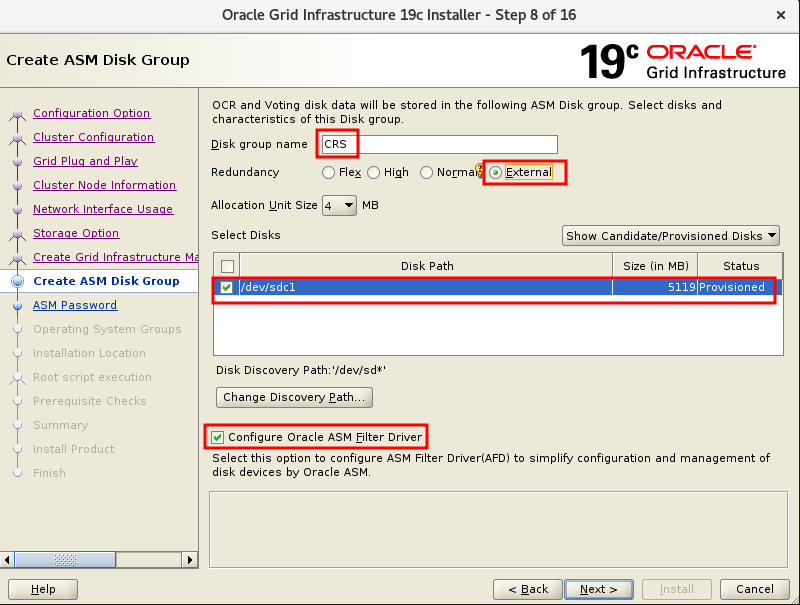 Oracle Grid Infrastructure 19c Installer - Step 8 of 16
Create ASM Disk Group
19c ORACLE
Grid Infrastructure
Configuration Option
Cluster Configuration
Grid Plug and Play
Cluster Node Information
Network Interface Usage
Storage Option
Create Grid Infrastructure Ma
Create ASM Disk Group
ASM Password
Operating System Groups
Installation Location
Root script execution
Prerequisite Checks
Summary
Install Product
Finish
OCR and Voting disk data will be stored in the following ASM Disk group. Select disks and
characteristics of this Disk group.
Disk group name CRS
Redundancy Flex High Normal ? External
Allocation Unit Size 4 MB
Select Disks Show Candidate/Provisioned Disks
Disk Path Size (in MB) Status
/dev/sdc1 5119 Provisioned
Disk Discovery Path:'/dev/sd*'
Change Discovery Path...
Configure Oracle ASM Filter Driver
Select this option to configure ASM Filter Driver(AFD) to simplify configuration and management of
disk devices by Oracle ASM.
Help < Back Next > Install Cancel